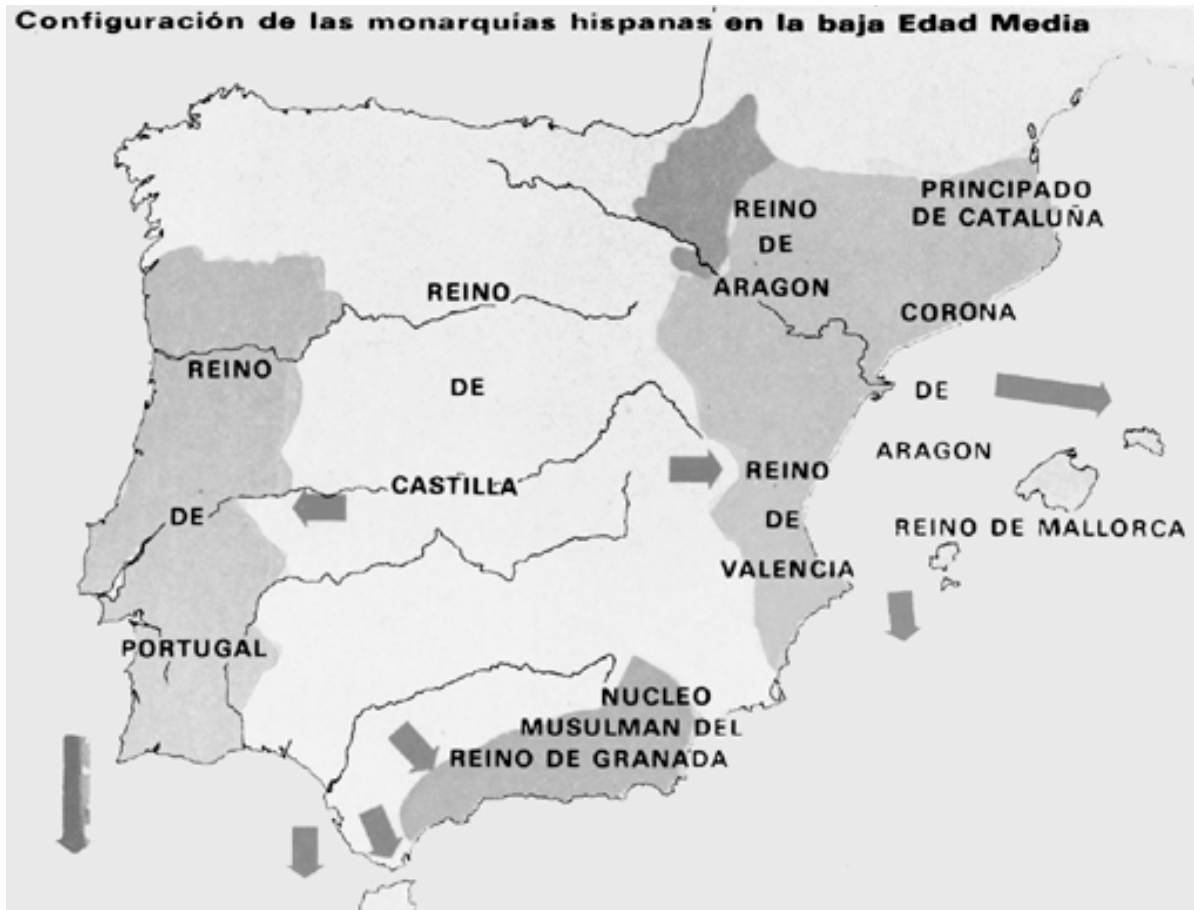 Configuración de las monarquías hispanas en la baja Edad Media
PRINCIPADO
DE CATALUÑA
REINO
DE
ARAGON
CORONA
DE
ARAGON
REINO
DE
CASTILLA
REINO
DE
PORTUGAL
REINO
DE
VALENCIA
REINO DE MALLORCA
NUCLEO
MUSULMAN DEL
REINO DE GRANADA